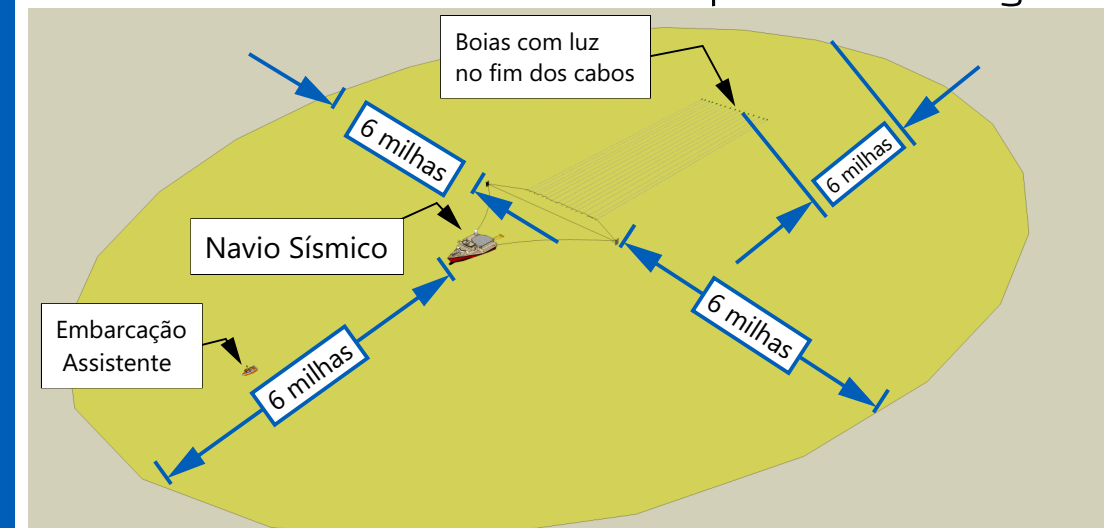 Boias com luz
no fim dos cabos
6 milhas
6 milhas
Navio Sísmico
6 milhas
Embarcação
Assistente
6 milhas